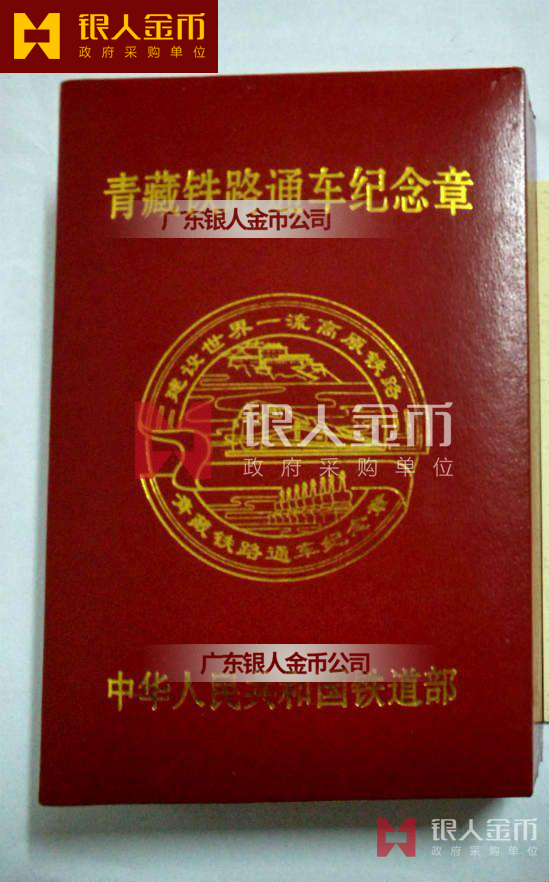 银人金币
政府采购单位
青藏铁路通车纪念章
广东银人金币公司
建设世界一流高原铁路
银人金币
政府采购单位
青藏铁路通车纪念章
广东银人金币公司
中华人民共和国铁道部
银人金币
政府采购单位